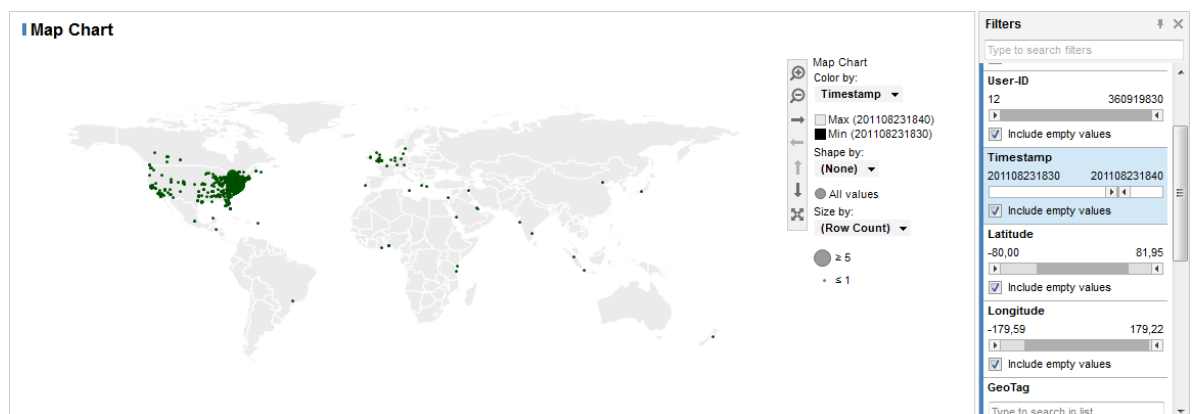 Map Chart
Map Chart
Color by:
Timestamp
Max (201108231840)
Min (201108231830)
Shape by:
(None)
All values
Size by:
(Row Count)
≥ 5
≤ 1
Filters
Type to search filters
User-ID
12 360919830
Include empty values
Timestamp
201108231830 201108231840
Include empty values
Latitude
-80,00 81,95
Include empty values
Longitude
-179,59 179,22
Include empty values
GeoTag
Type to search in list